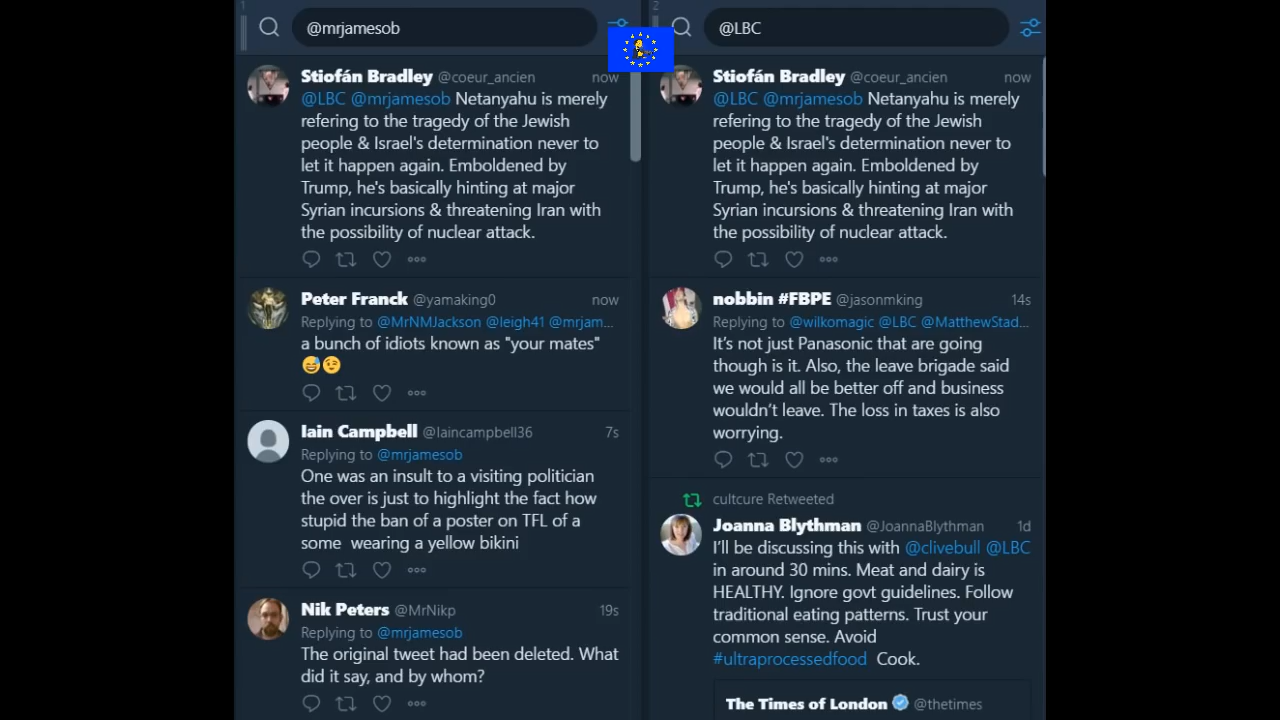 1
@mrjamesob
Stiofán Bradley @coeur_ancien now
@LBC @mrjamesob Netanyahu is merely
refering to the tragedy of the Jewish
people & Israel's determination never to
let it happen again. Emboldened by
Trump, he's basically hinting at major
Syrian incursions & threatening Iran with
the possibility of nuclear attack.
Peter Franck @yamaking0 now
Replying to @MrNMJackson @leigh41 @mrjam...
a bunch of idiots known as "your mates"
😅😉
Iain Campbell @Iaincampbell36 7s
Replying to @mrjamesob
One was an insult to a visiting politician
the over is just to highlight the fact how
stupid the ban of a poster on TFL of a
some wearing a yellow bikini
Nik Peters @MrNikp 19s
Replying to @mrjamesob
The original tweet had been deleted. What
did it say, and by whom?
2
@LBC
Stiofán Bradley @coeur_ancien now
@LBC @mrjamesob Netanyahu is merely
refering to the tragedy of the Jewish
people & Israel's determination never to
let it happen again. Emboldened by
Trump, he's basically hinting at major
Syrian incursions & threatening Iran with
the possibility of nuclear attack.
nobbin #FBPE @jasonmking 14s
Replying to @wilkomagic @LBC @MatthewStad...
It's not just Panasonic that are going
though is it. Also, the leave brigade said
we would all be better off and business
wouldn't leave. The loss in taxes is also
worrying.
cultcure Retweeted
Joanna Blythman @JoannaBlythman 1d
I'll be discussing this with @clivebull @LBC
in around 30 mins. Meat and dairy is
HEALTHY. Ignore govt guidelines. Follow
traditional eating patterns. Trust your
common sense. Avoid
#ultraprocessedfood Cook.
The Times of London @thetimes